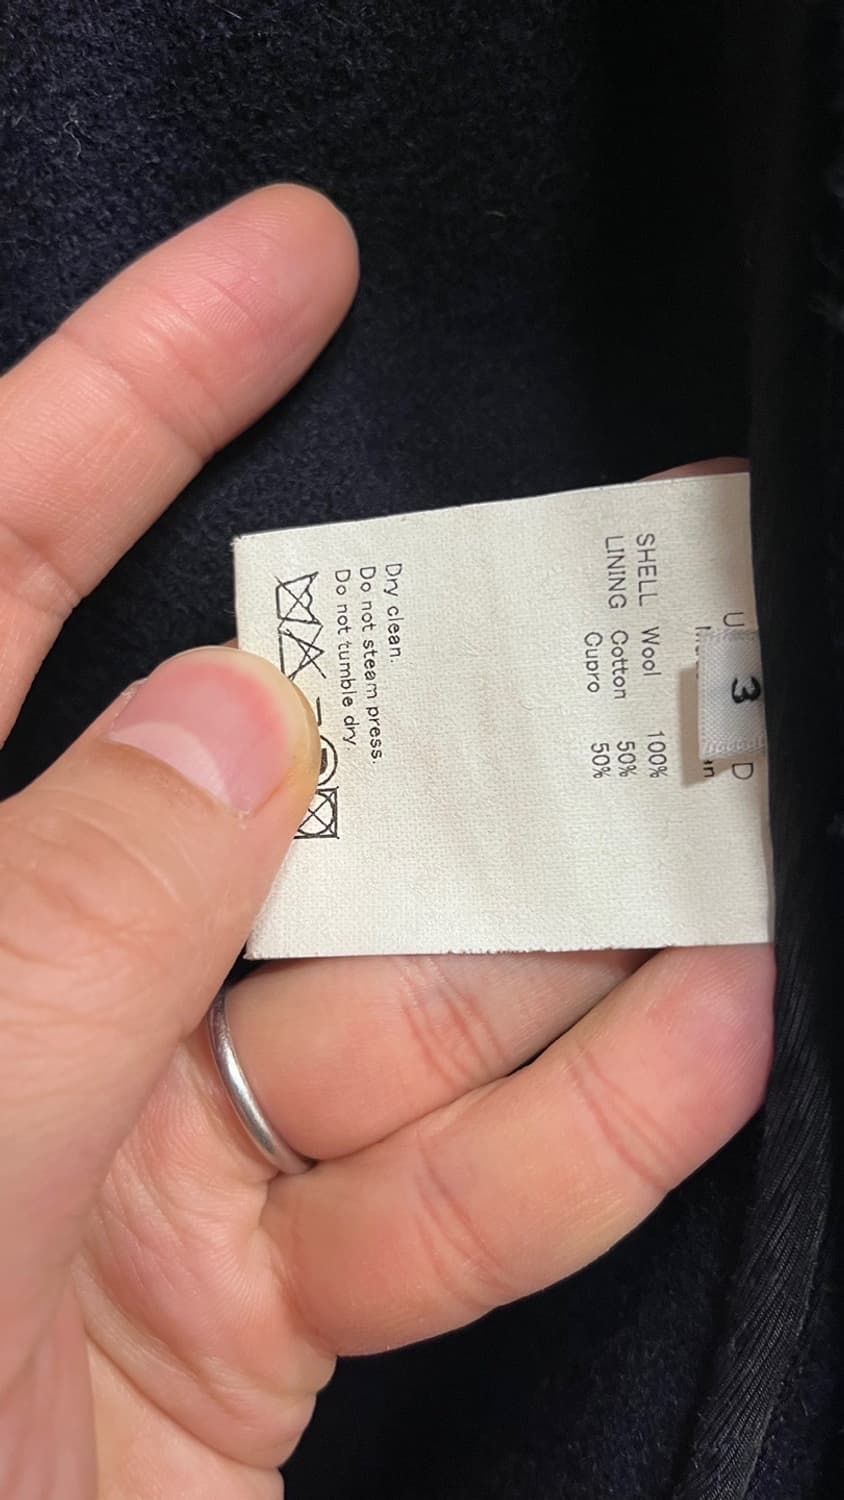 3
SHELL Wool 100%
LINING Cotton 50%
Cupro 50%
Dry clean.
Do not steam press.
Do not tumble dry